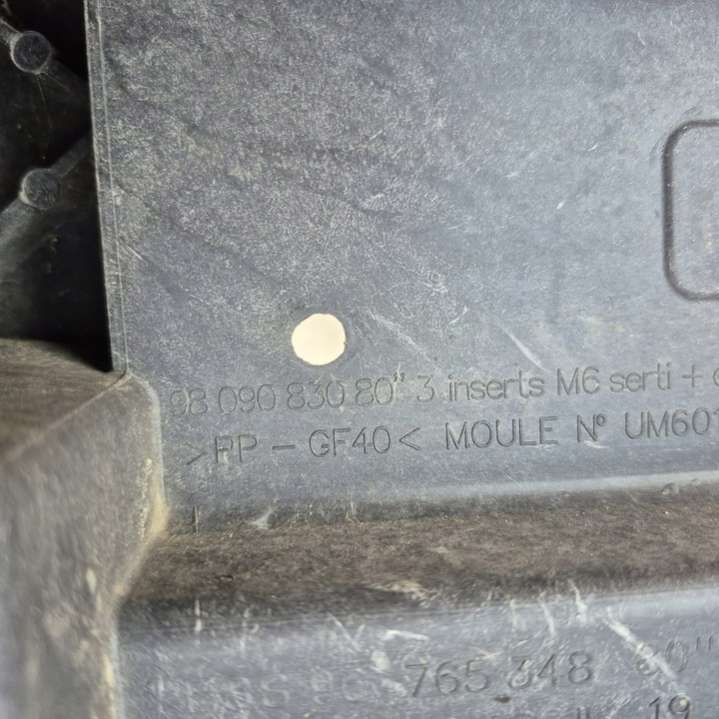 98 090 830 80" 3 inserts M6 serti +
>PP - GF40< MOULE N° UM60
765 348 80"
19